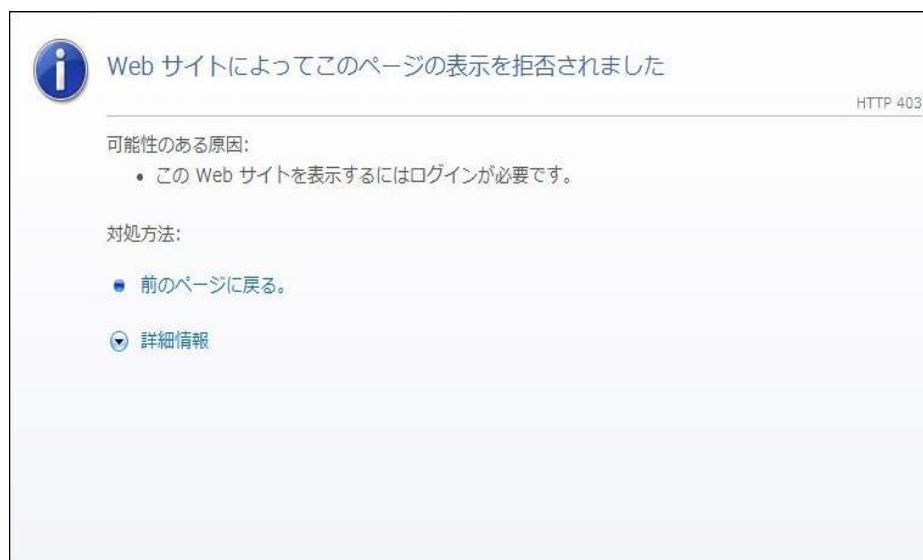 Web サイトによってこのページの表示を拒否されました
HTTP 403
可能性のある原因:
• この Web サイトを表示するにはログインが必要です。
対処方法:
前のページに戻る。
詳細情報